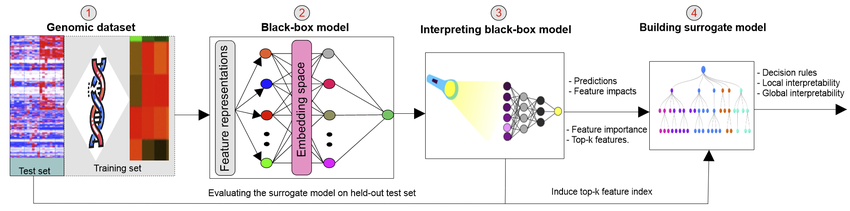 1
Genomic dataset
Test set
Training set
2
Black-box model
Feature representations
Embedding space
3
Interpreting black-box model
- Predictions
- Feature impacts
- Feature importance
- Top-k features.
4
Building surrogate model
- Decision rules
- Local interpretability
- Global interpretability
Evaluating the surrogate model on held-out test set
Induce top-k feature index